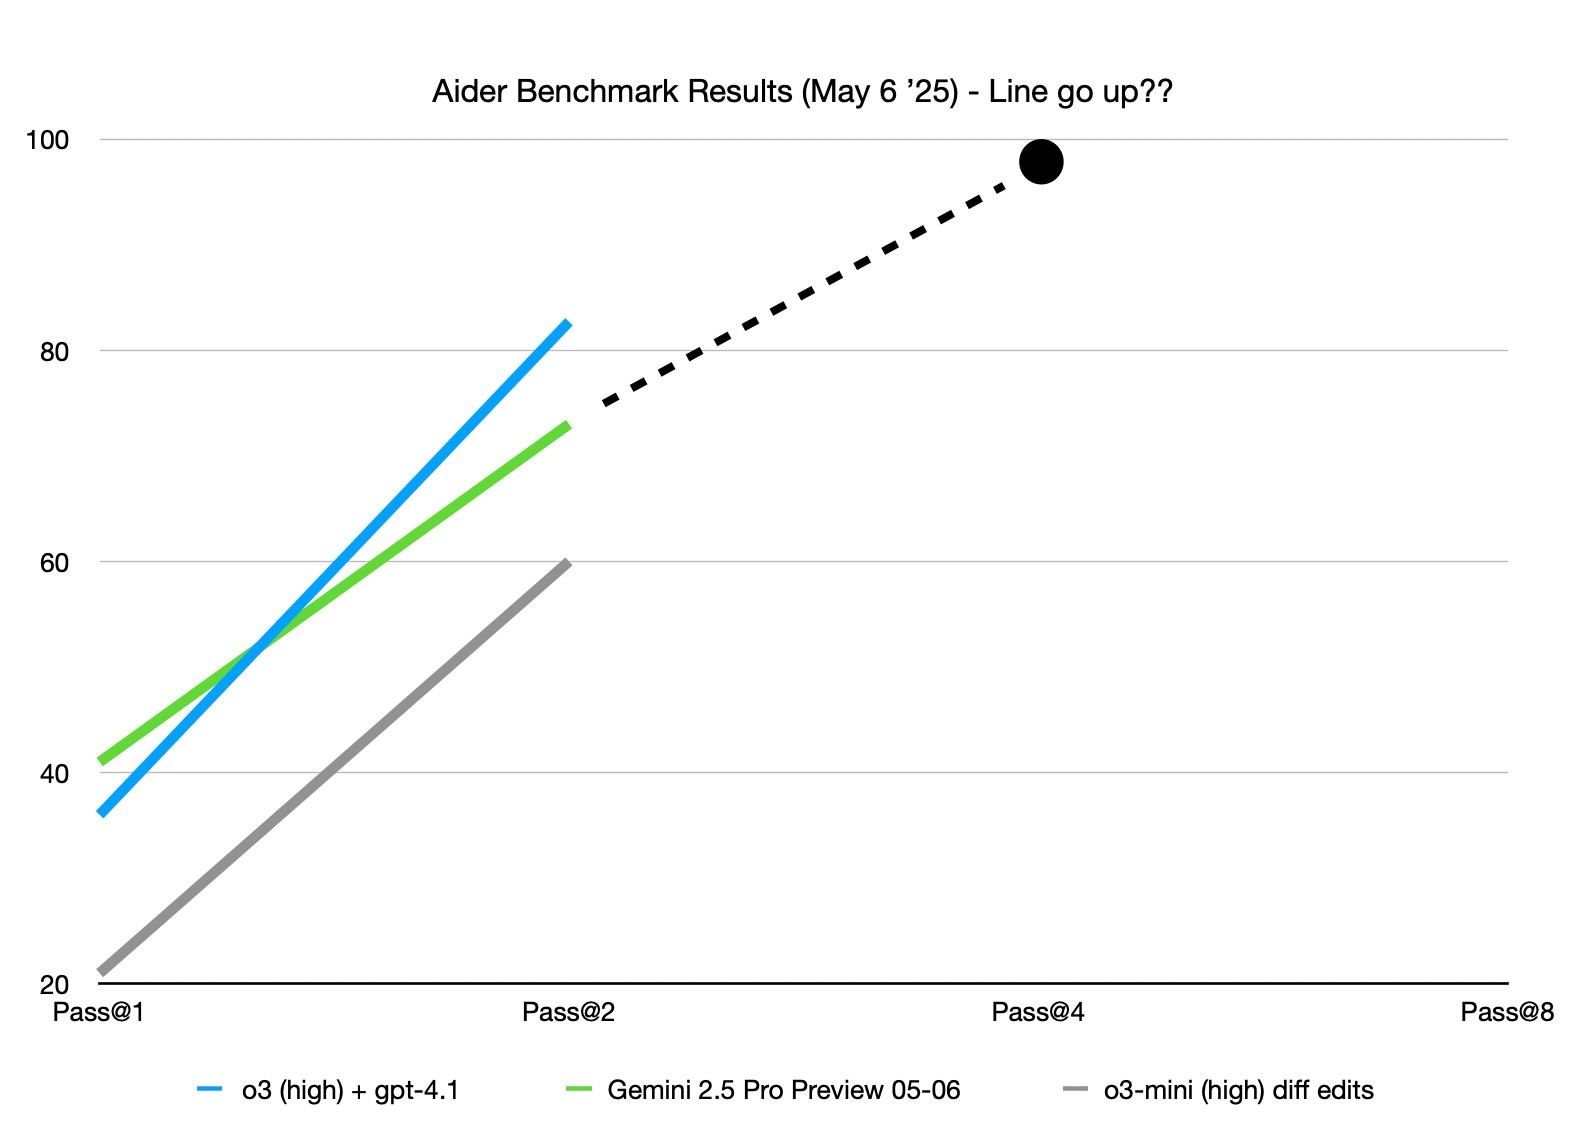 Aider Benchmark Results (May 6 ’25) - Line go up??
100
80
60
40
20
Pass@1 Pass@2 Pass@4 Pass@8
o3 (high) + gpt-4.1 Gemini 2.5 Pro Preview 05-06 o3-mini (high) diff edits